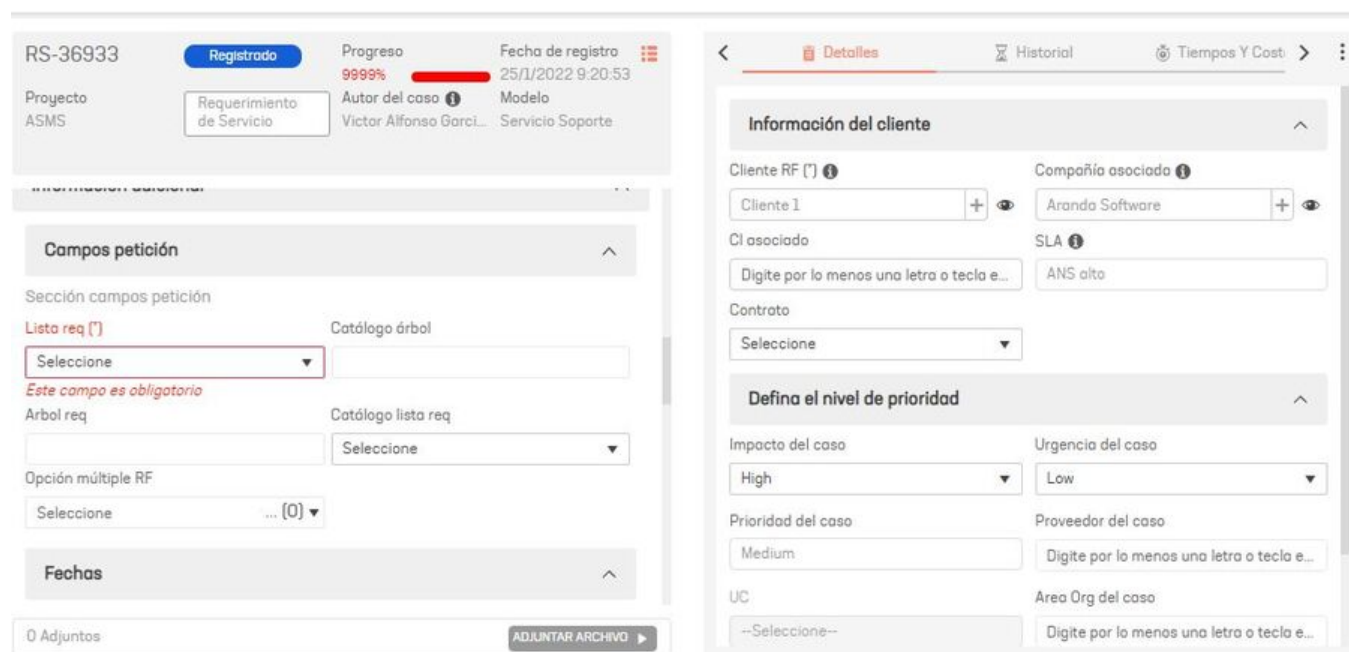 RS-36933
Registrado
Progreso
9999%
Fecha de registro
25/1/2022 9:20:53
Proyecto
ASMS
Requerimiento
de Servicio
Autor del caso
Victor Alfonso Garci...
Modelo
Servicio Soporte
Información adicional
Campos petición
Sección campos petición
Lista req (*)
Catálogo árbol
Seleccione
Este campo es obligatorio
Arbol req
Catálogo lista req
Seleccione
Opción múltiple RF
Seleccione ... (0)
Fechas
0 Adjuntos
ADJUNTAR ARCHIVO
Detalles
Historial
Tiempos Y Cost
Información del cliente
Cliente RF (*)
Compañía asociada
Cliente 1
Aranda Software
CI asociado
SLA
Digite por lo menos una letra o tecla e...
ANS alto
Contrato
Seleccione
Defina el nivel de prioridad
Impacto del caso
Urgencia del caso
High
Low
Prioridad del caso
Proveedor del caso
Medium
Digite por lo menos una letra o tecla e...
UC
Area Org del caso
--Seleccione--
Digite por lo menos una letra o tecla e...